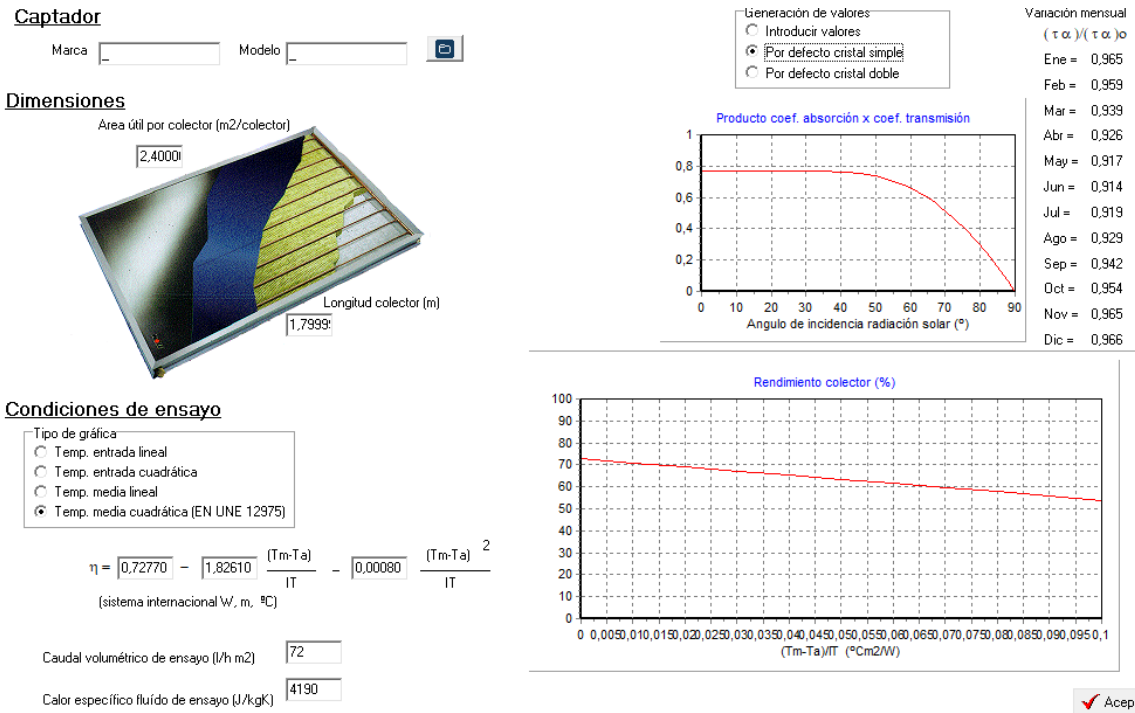 Captador
Marca _ Modelo _
Dimensiones
Area útil por colector (m2/colector)
2,4000
Longitud colector (m)
1,7999
Condiciones de ensayo
Tipo de gráfica
Temp. entrada lineal
Temp. entrada cuadrática
Temp. media lineal
Temp. media cuadrática (EN UNE 12975)
η = 0,72770 − 1,82610 (Tm-Ta) / IT − 0,00080 (Tm-Ta) 2 / IT
(sistema internacional W, m, ºC)
Caudal volumétrico de ensayo (l/h m2) 72
Calor específico fluído de ensayo (J/kgK) 4190
Generación de valores
Introducir valores
Por defecto cristal simple
Por defecto cristal doble
Producto coef. absorción x coef. transmisión
1
0,8
0,6
0,4
0,2
0
0 10 20 30 40 50 60 70 80 90
Angulo de incidencia radiación solar (º)
Variación mensual
(τα)/(τα)o
Ene = 0,965
Feb = 0,959
Mar = 0,939
Abr = 0,926
May = 0,917
Jun = 0,914
Jul = 0,919
Ago = 0,929
Sep = 0,942
Oct = 0,954
Nov = 0,965
Dic = 0,966
Rendimiento colector (%)
100
90
80
70
60
50
40
30
20
10
0
0 0,005 0,01 0,015 0,02 0,025 0,03 0,035 0,04 0,045 0,05 0,055 0,06 0,065 0,07 0,075 0,08 0,085 0,09 0,095 0,1
(Tm-Ta)/IT (ºCm2/W)
Acep